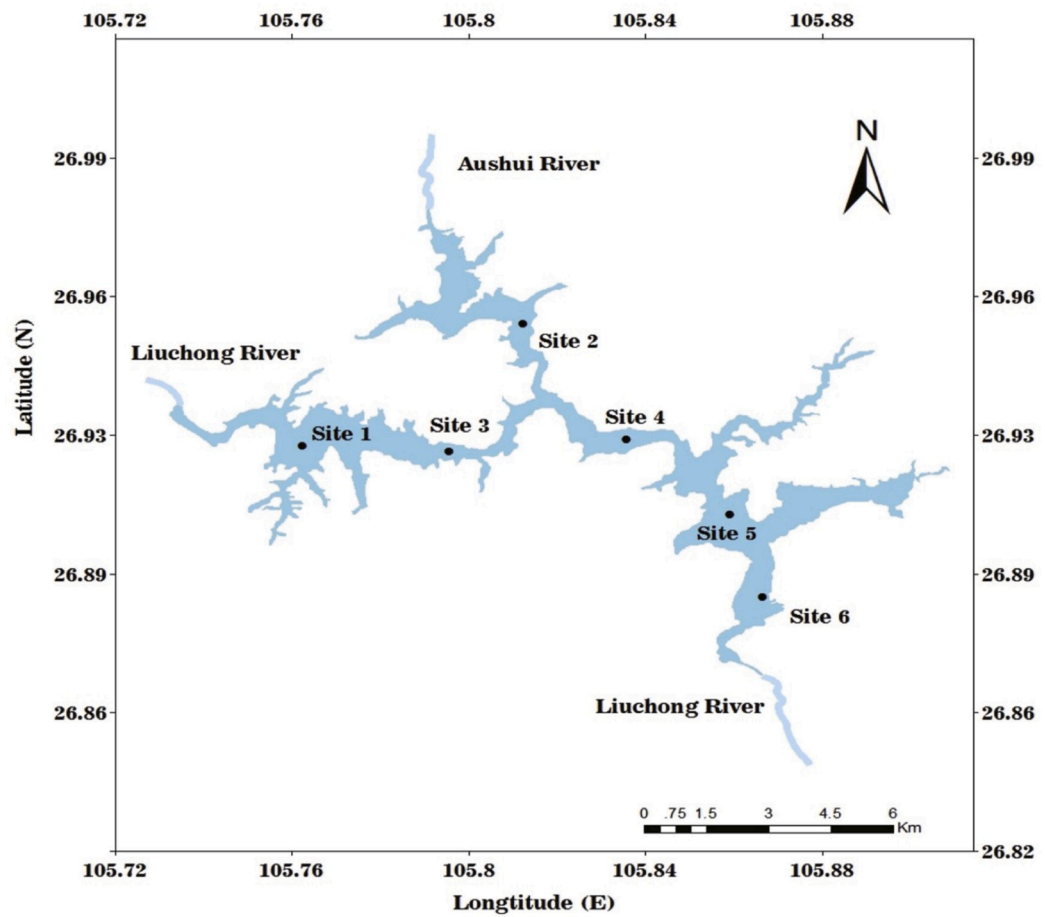 105.72 105.76 105.8 105.84 105.88
N
26.99 Aushui River 26.99
26.96 26.96
Site 2
Liuchong River
Site 3 Site 4
26.93 Site 1 26.93
Site 5
26.89 26.89
Site 6
Liuchong River
26.86 26.86
0 .75 1.5 3 4.5 6
Km
26.82 26.82
105.72 105.76 105.8 105.84 105.88
Longtitude (E)
Latitude (N)